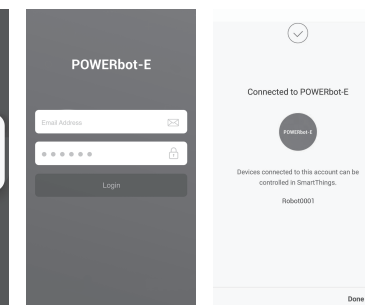 POWERbot-E
Email Address
Login
Connected to POWERbot-E
POWERbot-E
Devices connected to this account can be
controlled in SmartThings.
Robot0001
Done